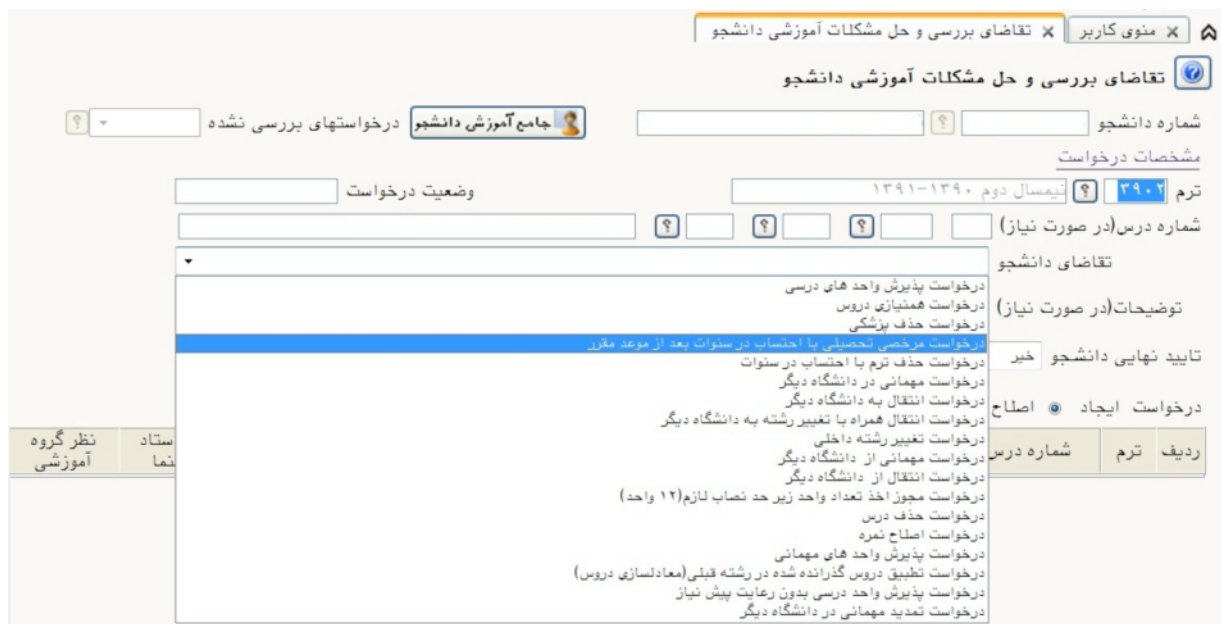 منوی کاربر تقاضای بررسی و حل مشکلات آموزشی دانشجو
تقاضای بررسی و حل مشکلات آموزشی دانشجو
شماره دانشجو جامع آموزش دانشجو درخواستهای بررسی نشده
مشخصات درخواست
ترم ۳۹۰۲ نیمسال دوم ۱۳۹۰-۱۳۹۱ وضعیت درخواست
شماره درس(در صورت نیاز)
تقاضای دانشجو
درخواست پذیرش واحد های درسی
درخواست همنیازی دروس
توضیحات(در صورت نیاز)
درخواست حذف پزشکی
درخواست مرخصی تحصیلی با احتساب در سنوات بعد از موعد مقرر
تایید نهایی دانشجو خیر
درخواست حذف ترم با احتساب در سنوات
درخواست مهمانی در دانشگاه دیگر
درخواست انتقال به دانشگاه دیگر
درخواست ایجاد اصلاح
درخواست انتقال همراه با تغییر رشته به دانشگاه دیگر
درخواست تغییر رشته داخلی
ردیف ترم شماره درس ستاد نما نظر گروه آموزشی
درخواست مهمانی از دانشگاه دیگر
درخواست انتقال از دانشگاه دیگر
درخواست مجوز اخذ تعداد واحد زیر حد نصاب لازم(۱۲ واحد)
درخواست حذف درس
درخواست اصلاح نمره
درخواست پذیرش واحد های مهمانی
درخواست تطبیق دروس گذرانده شده در رشته قبلی(معادلسازی دروس)
درخواست پذیرش واحد درسی بدون رعایت پیش نیاز
درخواست تمدید مهمانی در دانشگاه دیگر